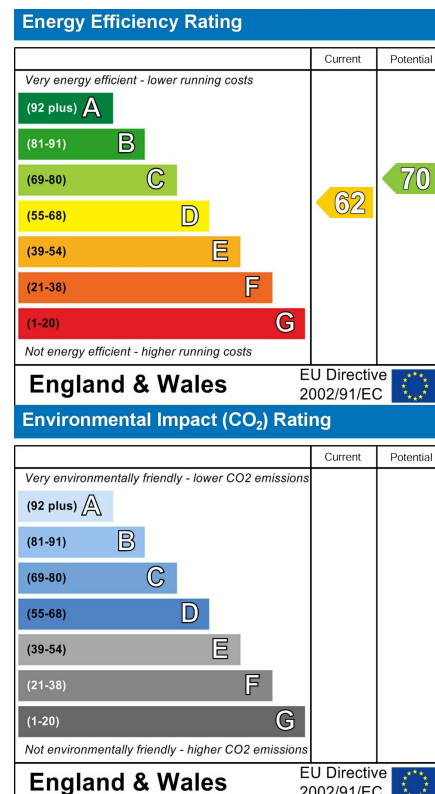 Energy Efficiency Rating
Current Potential
Very energy efficient - lower running costs
(92 plus) A
(81-91) B
(69-80) C
(55-68) D
(39-54) E
(21-38) F
(1-20) G
62
70
Not energy efficient - higher running costs
England & Wales
EU Directive
2002/91/EC
Environmental Impact (CO₂) Rating
Current Potential
Very environmentally friendly - lower CO2 emissions
(92 plus) A
(81-91) B
(69-80) C
(55-68) D
(39-54) E
(21-38) F
(1-20) G
Not environmentally friendly - higher CO2 emissions
England & Wales
EU Directive
2002/91/EC